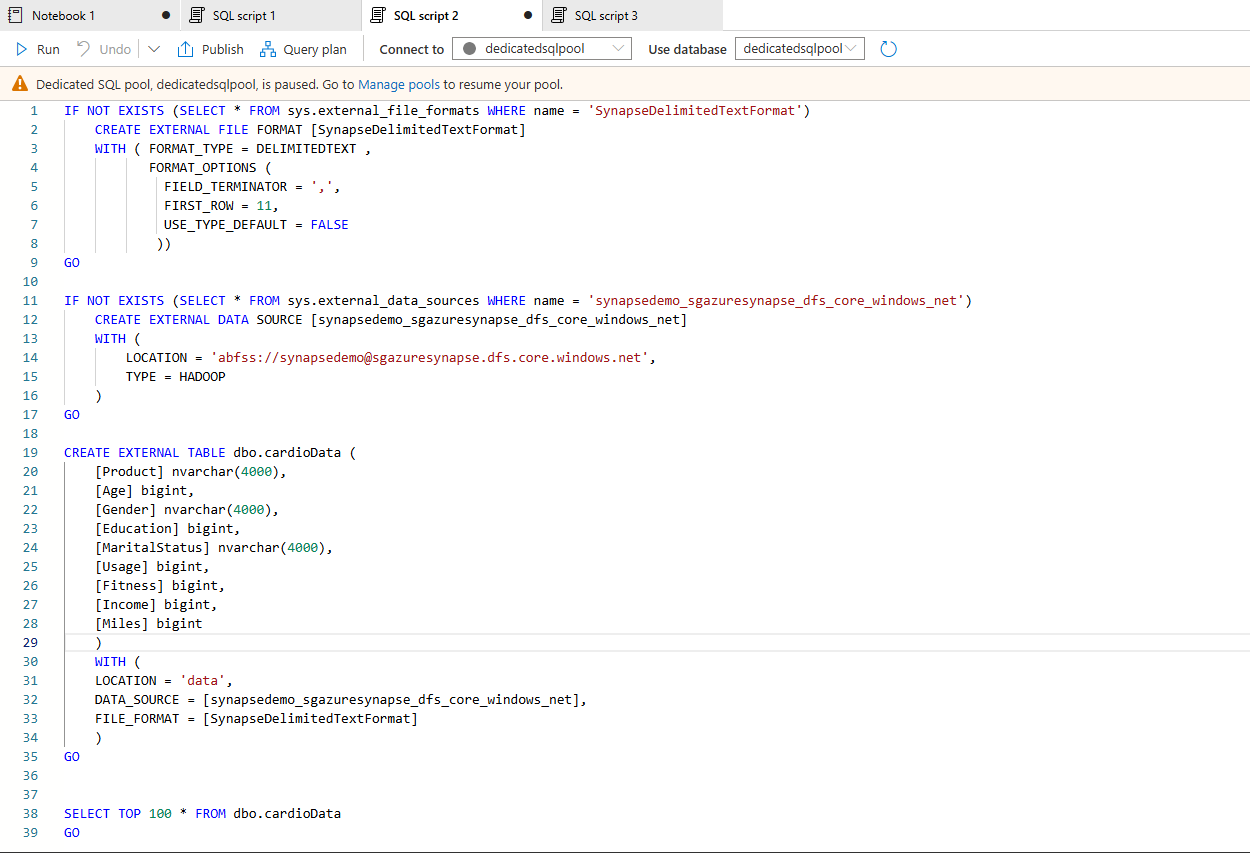 Notebook 1 SQL script 1 SQL script 2 SQL script 3
Run Undo Publish Query plan Connect to dedicatedsqlpool Use database dedicatedsqlpool
Dedicated SQL pool, dedicatedsqlpool, is paused. Go to Manage pools to resume your pool.
1 IF NOT EXISTS (SELECT * FROM sys.external_file_formats WHERE name = 'SynapseDelimitedTextFormat')
2 CREATE EXTERNAL FILE FORMAT [SynapseDelimitedTextFormat]
3 WITH ( FORMAT_TYPE = DELIMITEDTEXT ,
4 FORMAT_OPTIONS (
5 FIELD_TERMINATOR = ',',
6 FIRST_ROW = 11,
7 USE_TYPE_DEFAULT = FALSE
8 ))
9 GO
10
11 IF NOT EXISTS (SELECT * FROM sys.external_data_sources WHERE name = 'synapsedemo_sgazuresynapse_dfs_core_windows_net')
12 CREATE EXTERNAL DATA SOURCE [synapsedemo_sgazuresynapse_dfs_core_windows_net]
13 WITH (
14 LOCATION = 'abfss://synapsedemo@sgazuresynapse.dfs.core.windows.net',
15 TYPE = HADOOP
16 )
17 GO
18
19 CREATE EXTERNAL TABLE dbo.cardioData (
20 [Product] nvarchar(4000),
21 [Age] bigint,
22 [Gender] nvarchar(4000),
23 [Education] bigint,
24 [MaritalStatus] nvarchar(4000),
25 [Usage] bigint,
26 [Fitness] bigint,
27 [Income] bigint,
28 [Miles] bigint
29 )
30 WITH (
31 LOCATION = 'data',
32 DATA_SOURCE = [synapsedemo_sgazuresynapse_dfs_core_windows_net],
33 FILE_FORMAT = [SynapseDelimitedTextFormat]
34 )
35 GO
36
37
38 SELECT TOP 100 * FROM dbo.cardioData
39 GO